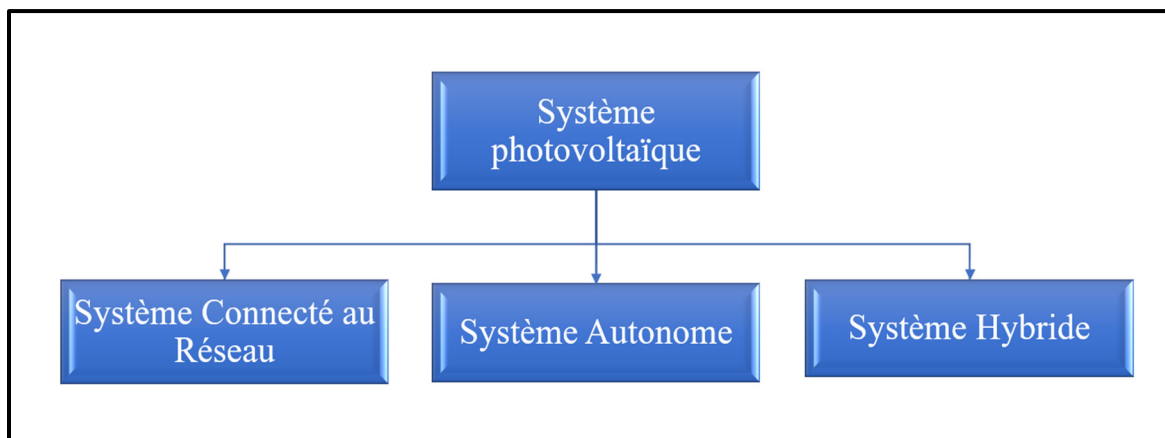 Système
photovoltaïque
Système Connecté au
Réseau
Système Autonome
Système Hybride